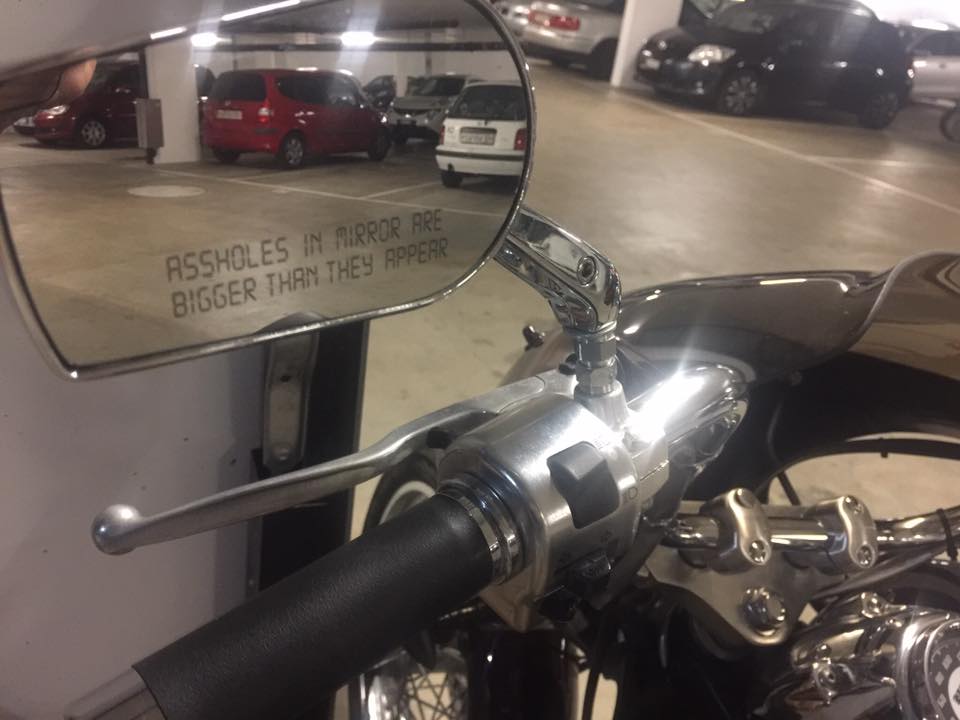 ASSHOLES IN MIRROR ARE
BIGGER THAN THEY APPEAR